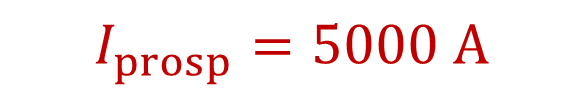 I_prosp = 5000 A